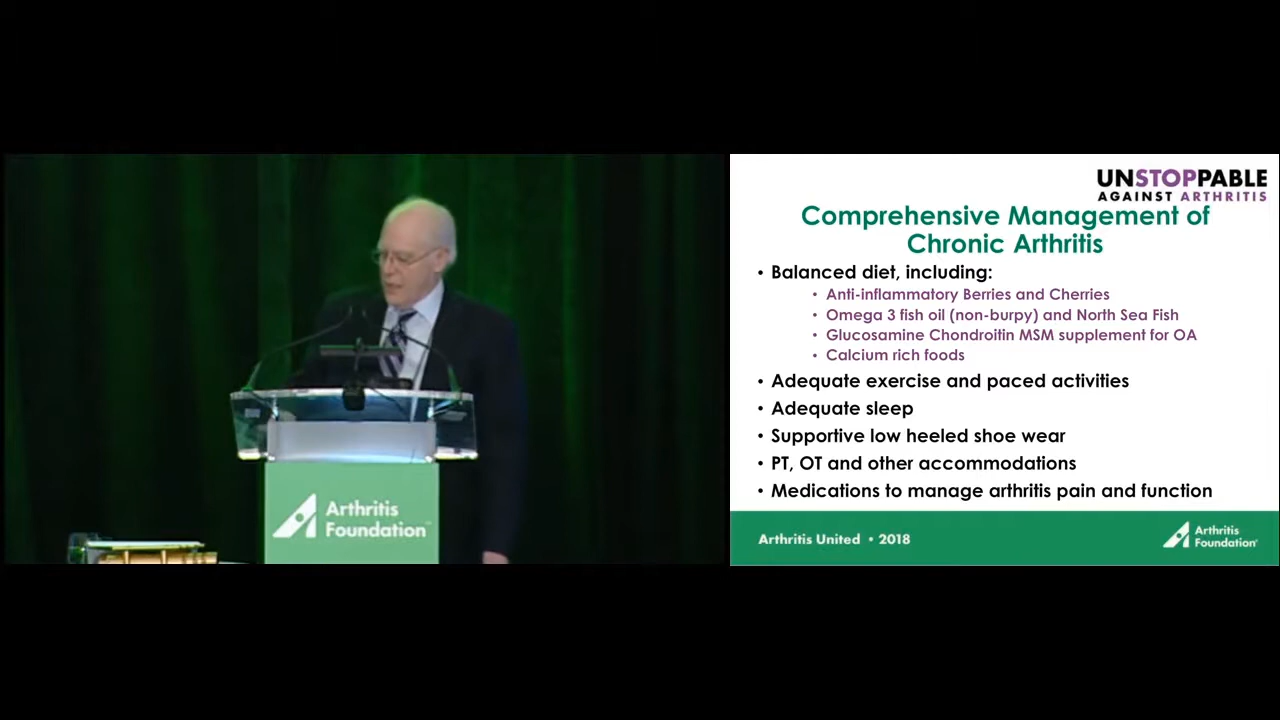 Arthritis
Foundation™
UNSTOPPABLE
AGAINST ARTHRITIS
Comprehensive Management of
Chronic Arthritis
• Balanced diet, including:
• Anti-inflammatory Berries and Cherries
• Omega 3 fish oil (non-burpy) and North Sea Fish
• Glucosamine Chondroitin MSM supplement for OA
• Calcium rich foods
• Adequate exercise and paced activities
• Adequate sleep
• Supportive low heeled shoe wear
• PT, OT and other accommodations
• Medications to manage arthritis pain and function
Arthritis United • 2018
Arthritis
Foundation®